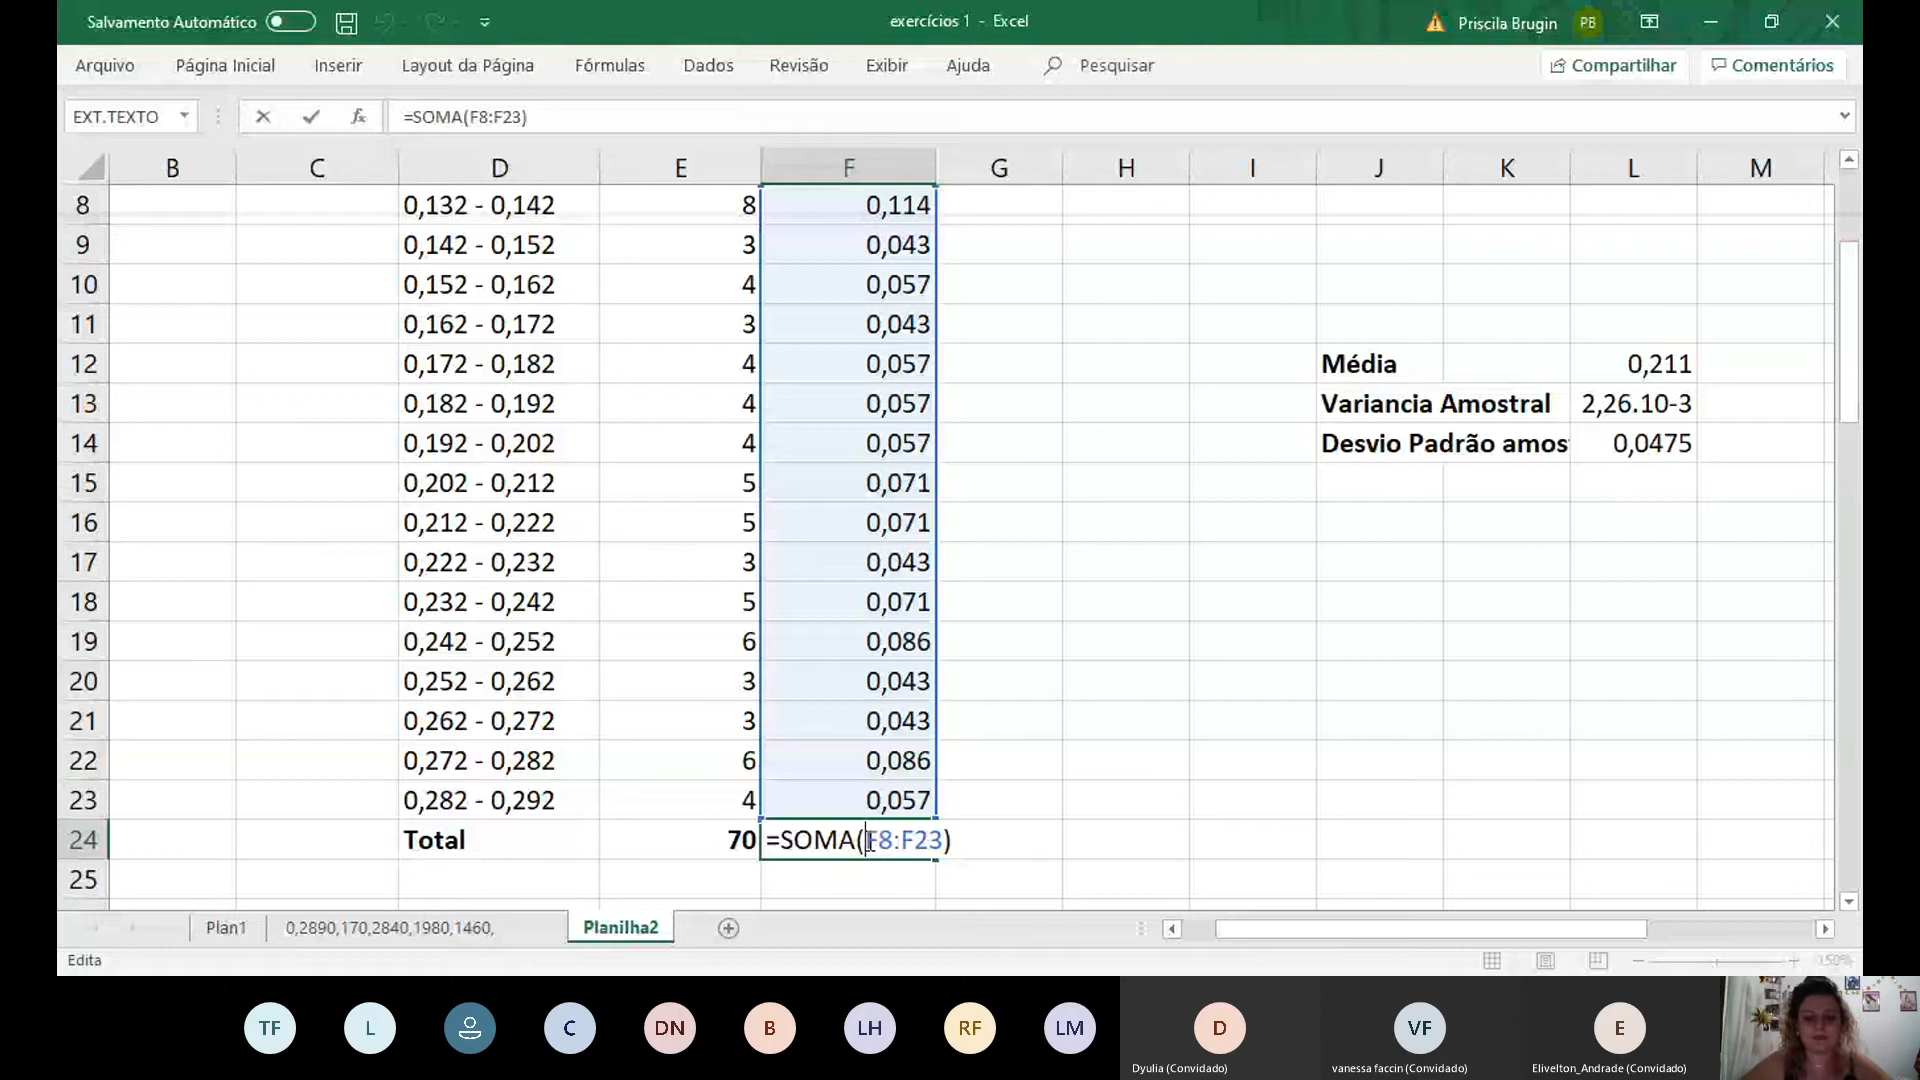 Salvamento Automático
exercícios 1 - Excel
Priscila Brugin PB
Arquivo Página Inicial Inserir Layout da Página Fórmulas Dados Revisão Exibir Ajuda Pesquisar Compartilhar Comentários
EXT.TEXTO fx =SOMA(F8:F23)
B C D E F G H I J K L M
8 0,132 - 0,142 8 0,114
9 0,142 - 0,152 3 0,043
10 0,152 - 0,162 4 0,057
11 0,162 - 0,172 3 0,043
12 0,172 - 0,182 4 0,057 Média 0,211
13 0,182 - 0,192 4 0,057 Variancia Amostral 2,26.10-3
14 0,192 - 0,202 4 0,057 Desvio Padrão amos 0,0475
15 0,202 - 0,212 5 0,071
16 0,212 - 0,222 5 0,071
17 0,222 - 0,232 3 0,043
18 0,232 - 0,242 5 0,071
19 0,242 - 0,252 6 0,086
20 0,252 - 0,262 3 0,043
21 0,262 - 0,272 3 0,043
22 0,272 - 0,282 6 0,086
23 0,282 - 0,292 4 0,057
24 Total 70 =SOMA(F8:F23)
25
Plan1 0,2890,170,2840,1980,1460, Planilha2
Edita 150%
TF L C DN B LH RF LM D VF E
Dyulia (Convidado) vanessa faccin (Convidado) Elivelton_Andrade (Convidado)